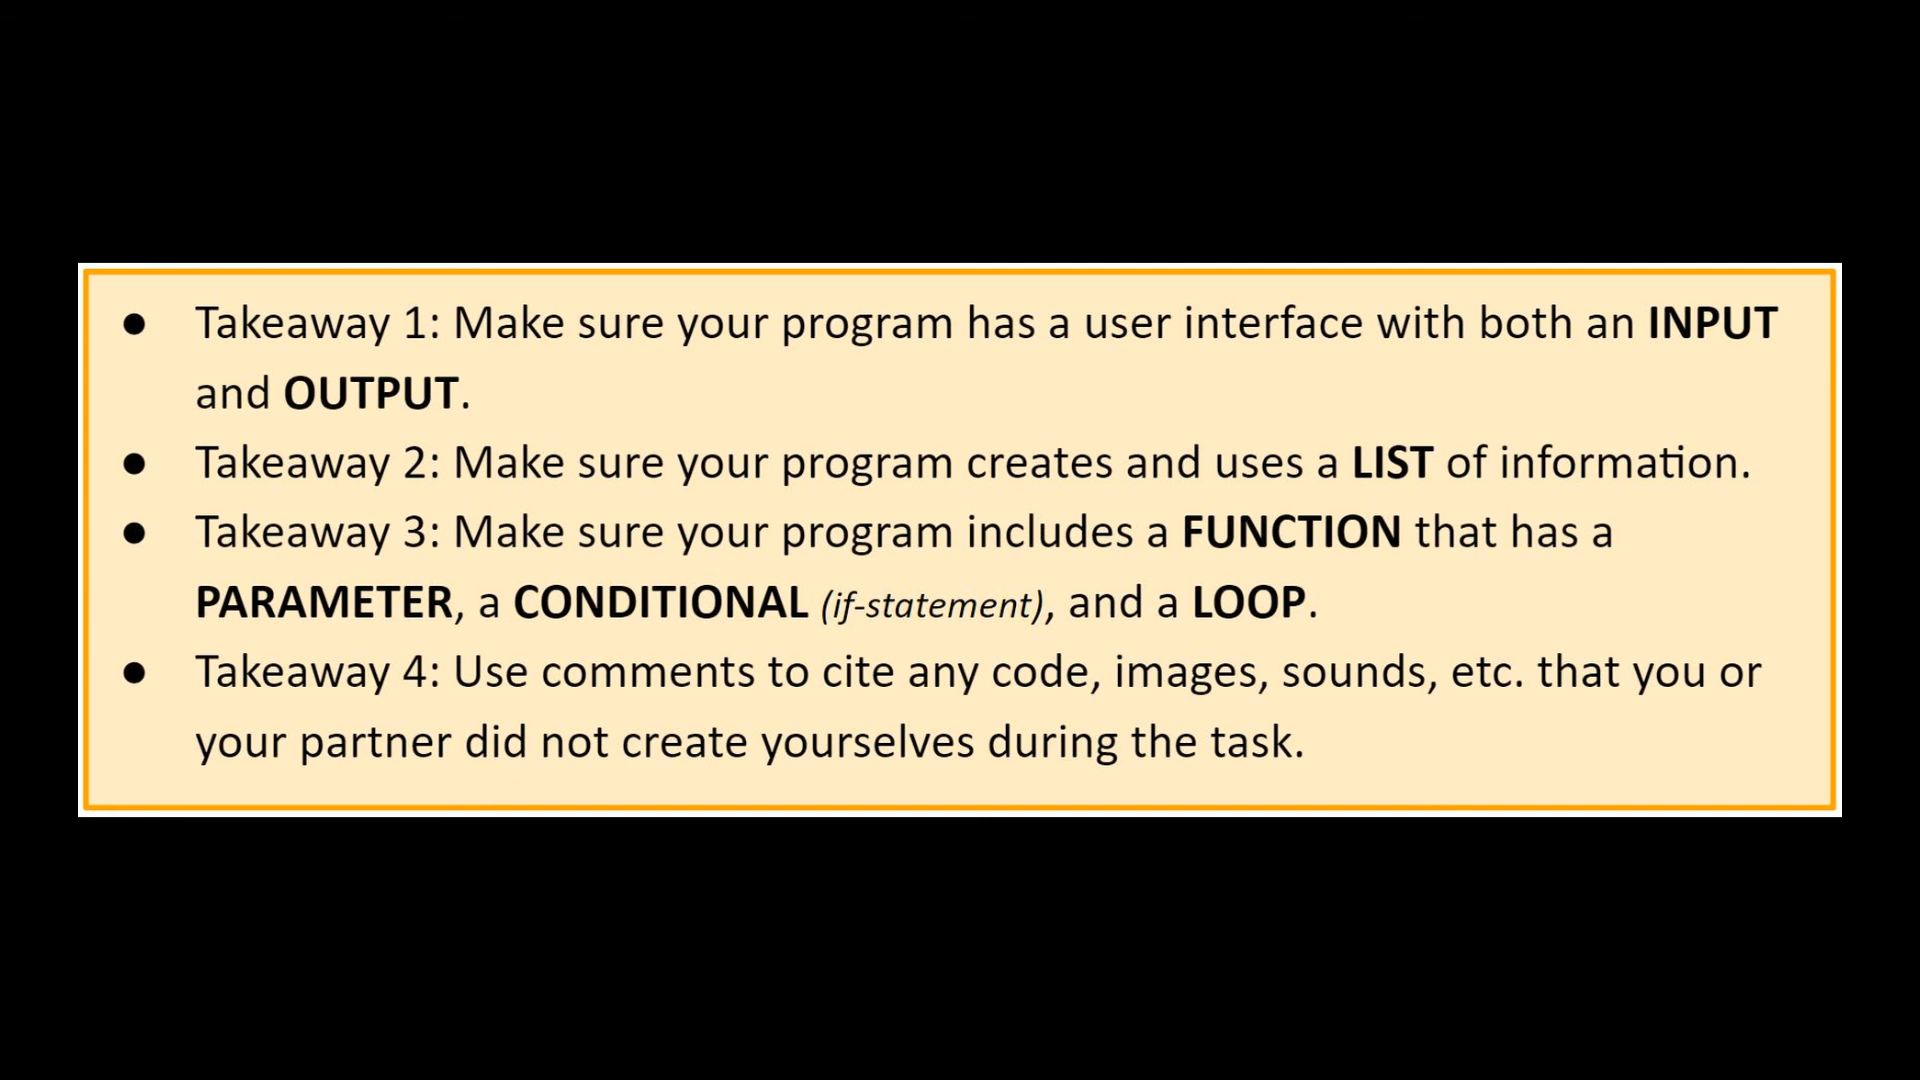 ● Takeaway 1: Make sure your program has a user interface with both an INPUT
and OUTPUT.
● Takeaway 2: Make sure your program creates and uses a LIST of information.
● Takeaway 3: Make sure your program includes a FUNCTION that has a
PARAMETER, a CONDITIONAL (if-statement), and a LOOP.
● Takeaway 4: Use comments to cite any code, images, sounds, etc. that you or
your partner did not create yourselves during the task.